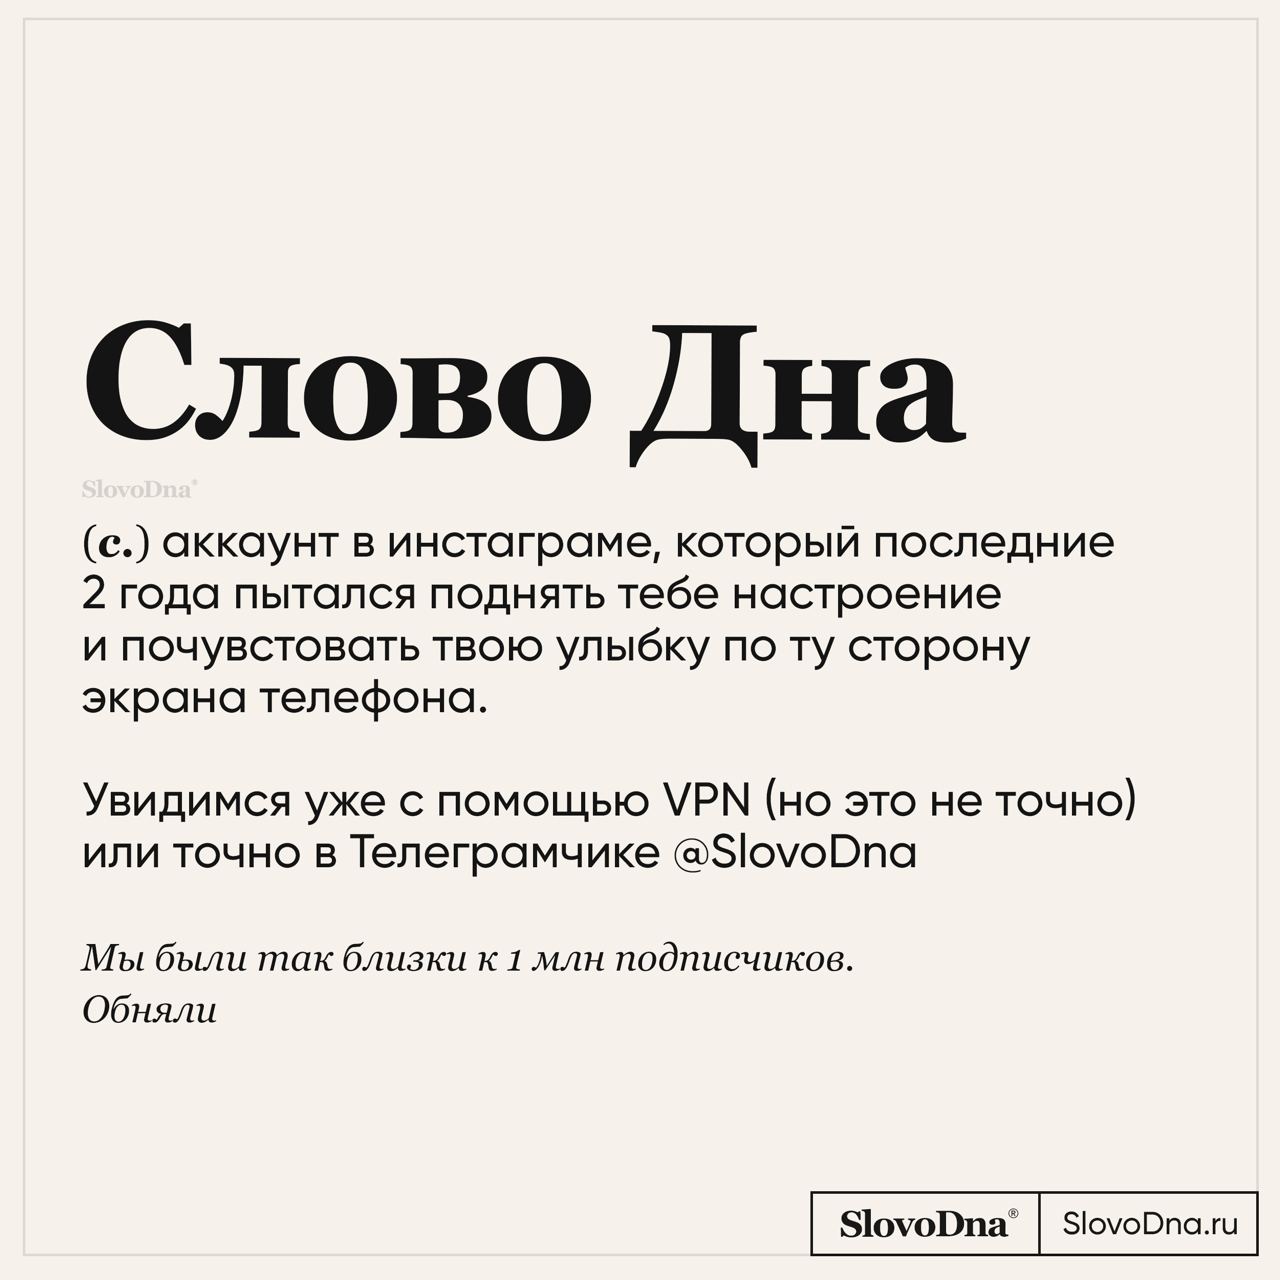 Слово Дна
SlovoDna®
(с.) аккаунт в инстаграме, который последние
2 года пытался поднять тебе настроение
и почувстовать твою улыбку по ту сторону
экрана телефона.
Увидимся уже с помощью VPN (но это не точно)
или точно в Телеграмчике @SlovoDna
Мы были так близки к 1 млн подписчиков.
Обняли
SlovoDna® SlovoDna.ru